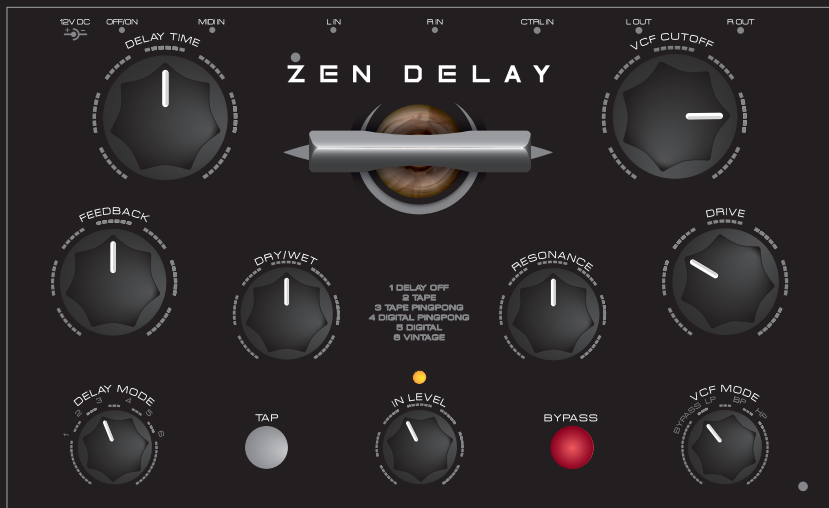 12V DC OFF/ON MIDI IN L IN R IN CTRL IN L OUT R OUT
DELAY TIME
VCF CUTOFF
ZEN DELAY
FEEDBACK
DRIVE
DRY/WET
RESONANCE
1 DELAY OFF
2 TAPE
3 TAPE PINGPONG
4 DIGITAL PINGPONG
5 DIGITAL
6 VINTAGE
DELAY MODE
1 2 3 4 5 6
TAP
IN LEVEL
BYPASS
VCF MODE
BYPASS LP BP HP